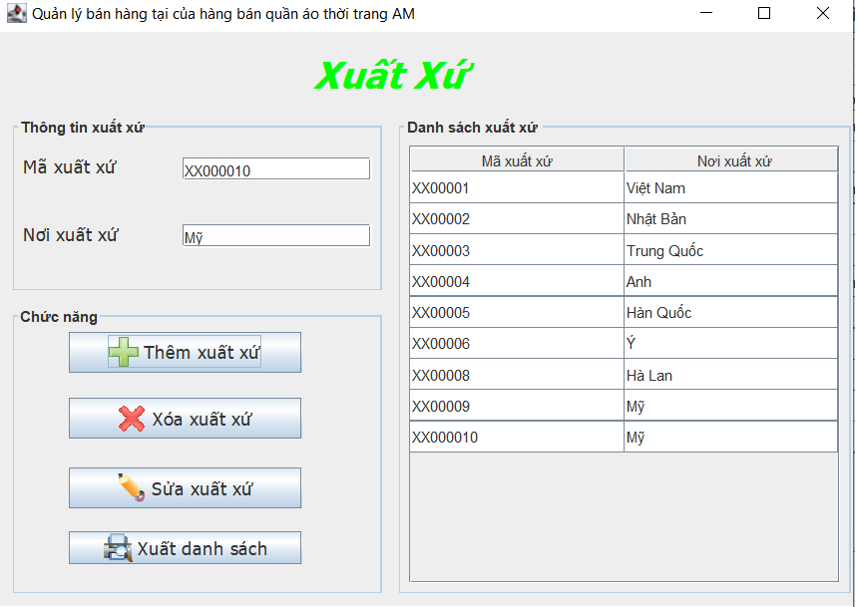 Quản lý bán hàng tại của hàng bán quần áo thời trang AM
Xuất Xứ
Thông tin xuất xứ
Mã xuất xứ XX000010
Nơi xuất xứ Mỹ
Chức năng
Thêm xuất xứ
Xóa xuất xứ
Sửa xuất xứ
Xuất danh sách
Danh sách xuất xứ
Mã xuất xứ Nơi xuất xứ
XX00001 Việt Nam
XX00002 Nhật Bản
XX00003 Trung Quốc
XX00004 Anh
XX00005 Hàn Quốc
XX00006 Ý
XX00008 Hà Lan
XX00009 Mỹ
XX000010 Mỹ